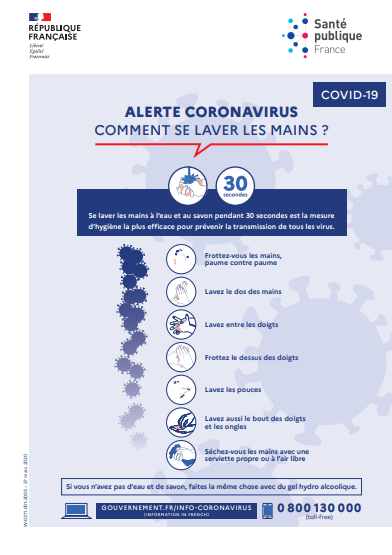 RÉPUBLIQUE
FRANÇAISE
Liberté
Égalité
Fraternité
Santé
publique
France
COVID-19
ALERTE CORONAVIRUS
COMMENT SE LAVER LES MAINS ?
30
secondes
Se laver les mains à l'eau et au savon pendant 30 secondes est la mesure
d'hygiène la plus efficace pour prévenir la transmission de tous les virus.
Frottez-vous les mains,
paume contre paume
Lavez le dos des mains
Lavez entre les doigts
Frottez le dessus des doigts
Lavez les pouces
Lavez aussi le bout des doigts
et les ongles
Séchez-vous les mains avec une
serviette propre ou à l'air libre
Si vous n'avez pas d'eau et de savon, faites la même chose avec du gel hydro alcoolique.
GOUVERNEMENT.FR/INFO-CORONAVIRUS
(INFORMATION IN FRENCH)
0 800 130 000
(toll-free)
27 mars 2020